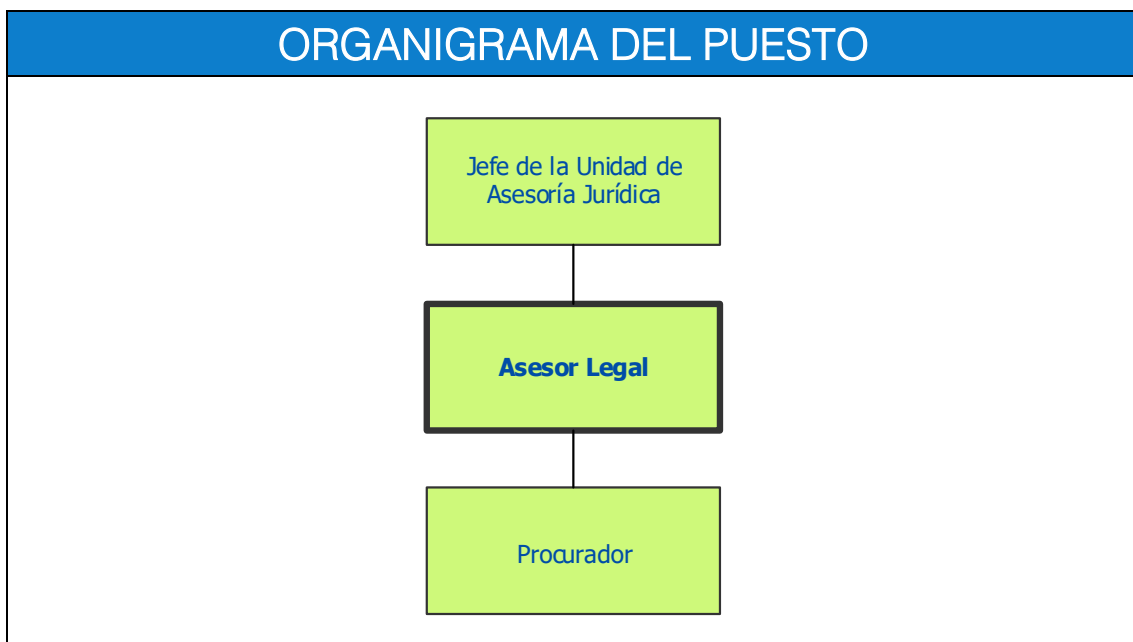 ORGANIGRAMA DEL PUESTO
Jefe de la Unidad de
Asesoría Jurídica
Asesor Legal
Procurador